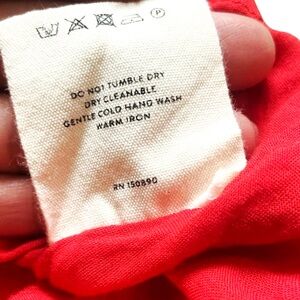 P
DO NOT TUMBLE DRY
DRY CLEANABLE
GENTLE COLD HAND WASH
WARM IRON
RN 150890